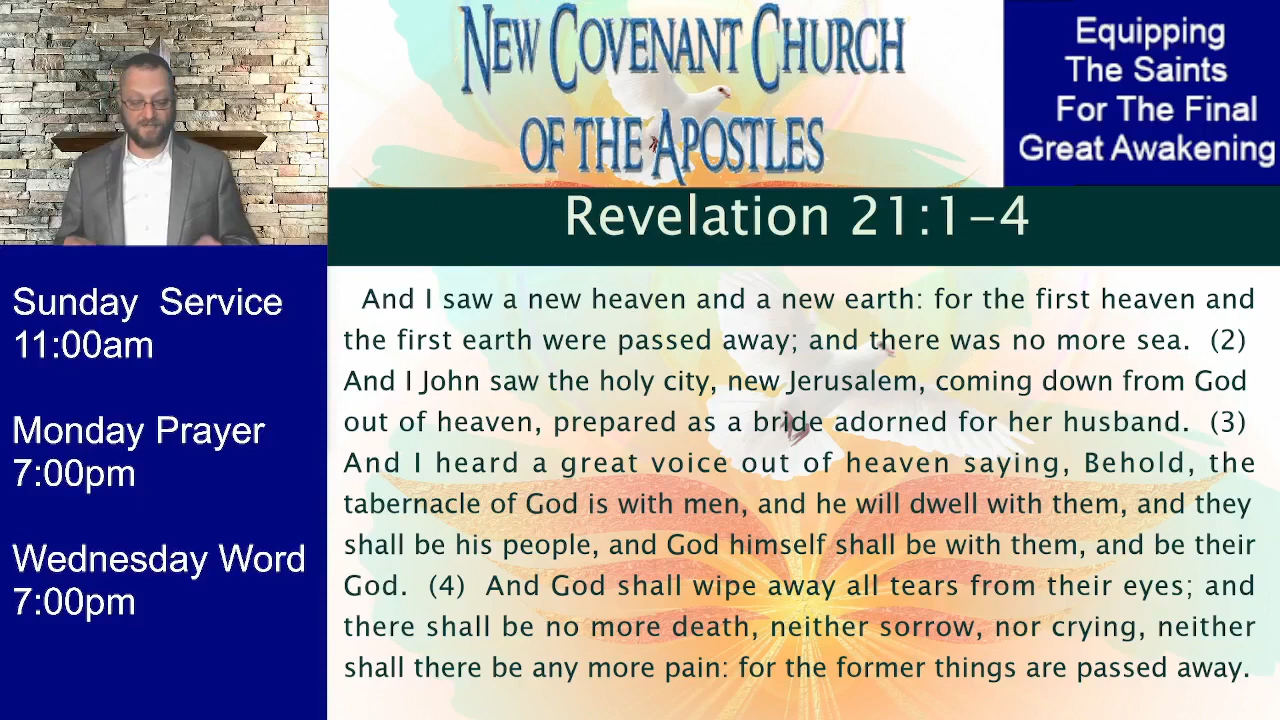 NEW COVENANT CHURCH
OF THE APOSTLES
Equipping
The Saints
For The Final
Great Awakening
Revelation 21:1-4
Sunday Service
11:00am
Monday Prayer
7:00pm
Wednesday Word
7:00pm
And I saw a new heaven and a new earth: for the first heaven and
the first earth were passed away; and there was no more sea. (2)
And I John saw the holy city, new Jerusalem, coming down from God
out of heaven, prepared as a bride adorned for her husband. (3)
And I heard a great voice out of heaven saying, Behold, the
tabernacle of God is with men, and he will dwell with them, and they
shall be his people, and God himself shall be with them, and be their
God. (4) And God shall wipe away all tears from their eyes; and
there shall be no more death, neither sorrow, nor crying, neither
shall there be any more pain: for the former things are passed away.